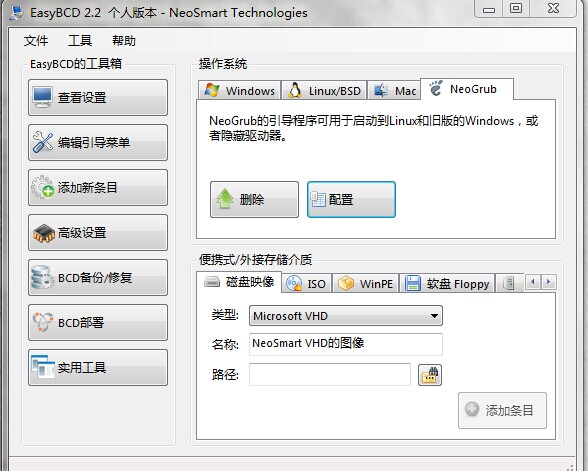 EasyBCD 2.2 个人版本 - NeoSmart Technologies
文件 工具 帮助
EasyBCD的工具箱
查看设置
编辑引导菜单
添加新条目
高级设置
BCD备份/修复
BCD部署
实用工具
操作系统
Windows Linux/BSD Mac NeoGrub
NeoGrub的引导程序可用于启动到Linux和旧版的Windows，或
者隐藏驱动器。
删除 配置
便携式/外接存储介质
磁盘映像 ISO WinPE 软盘 Floppy
类型: Microsoft VHD
名称: NeoSmart VHD的图像
路径:
添加条目